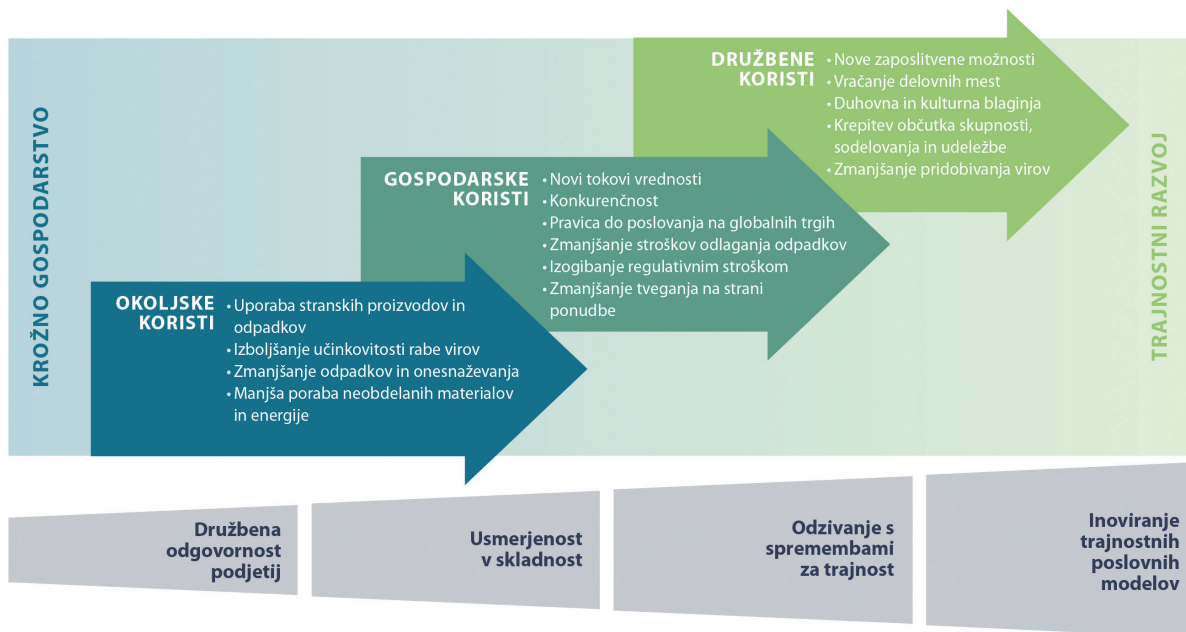 KROŽNO GOSPODARSTVO
OKOLJSKE
KORISTI
• Uporaba stranskih proizvodov in
odpadkov
• Izboljšanje učinkovitosti rabe virov
• Zmanjšanje odpadkov in onesnaževanja
• Manjša poraba neobdelanih materialov
in energije
GOSPODARSKE
KORISTI
• Novi tokovi vrednosti
• Konkurenčnost
• Pravica do poslovanja na globalnih trgih
• Zmanjšanje stroškov odlaganja odpadkov
• Izogibanje regulativnim stroškom
• Zmanjšanje tveganja na strani
ponudbe
DRUŽBENE
KORISTI
• Nove zaposlitvene možnosti
• Vračanje delovnih mest
• Duhovna in kulturna blaginja
• Krepitev občutka skupnosti,
sodelovanja in udeležbe
• Zmanjšanje pridobivanja virov
TRAJNOSTNI RAZVOJ
Družbena
odgovornost
podjetij
Usmerjenost
v skladnost
Odzivanje s
spremembami
za trajnost
Inoviranje
trajnostnih
poslovnih
modelov